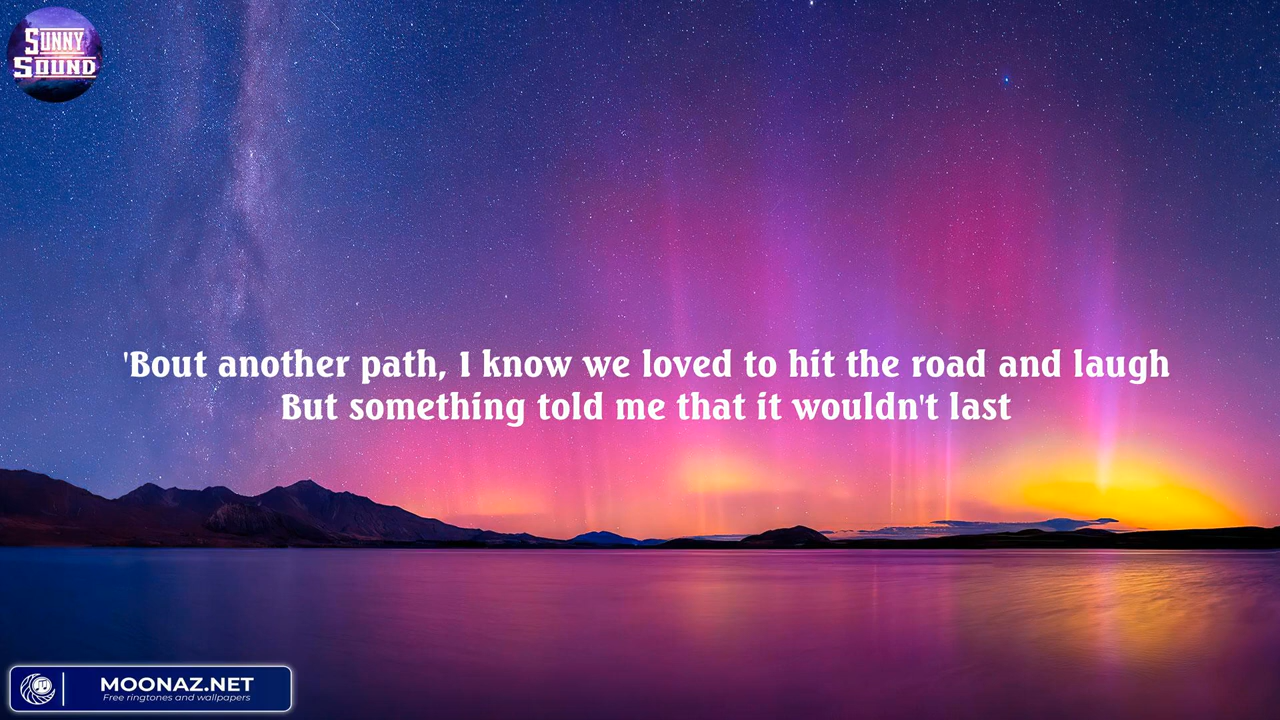 SUNNY
SOUND
'Bout another path, I know we loved to hit the road and laugh
But something told me that it wouldn't last
MOONAZ.NET
Free ringtones and wallpapers